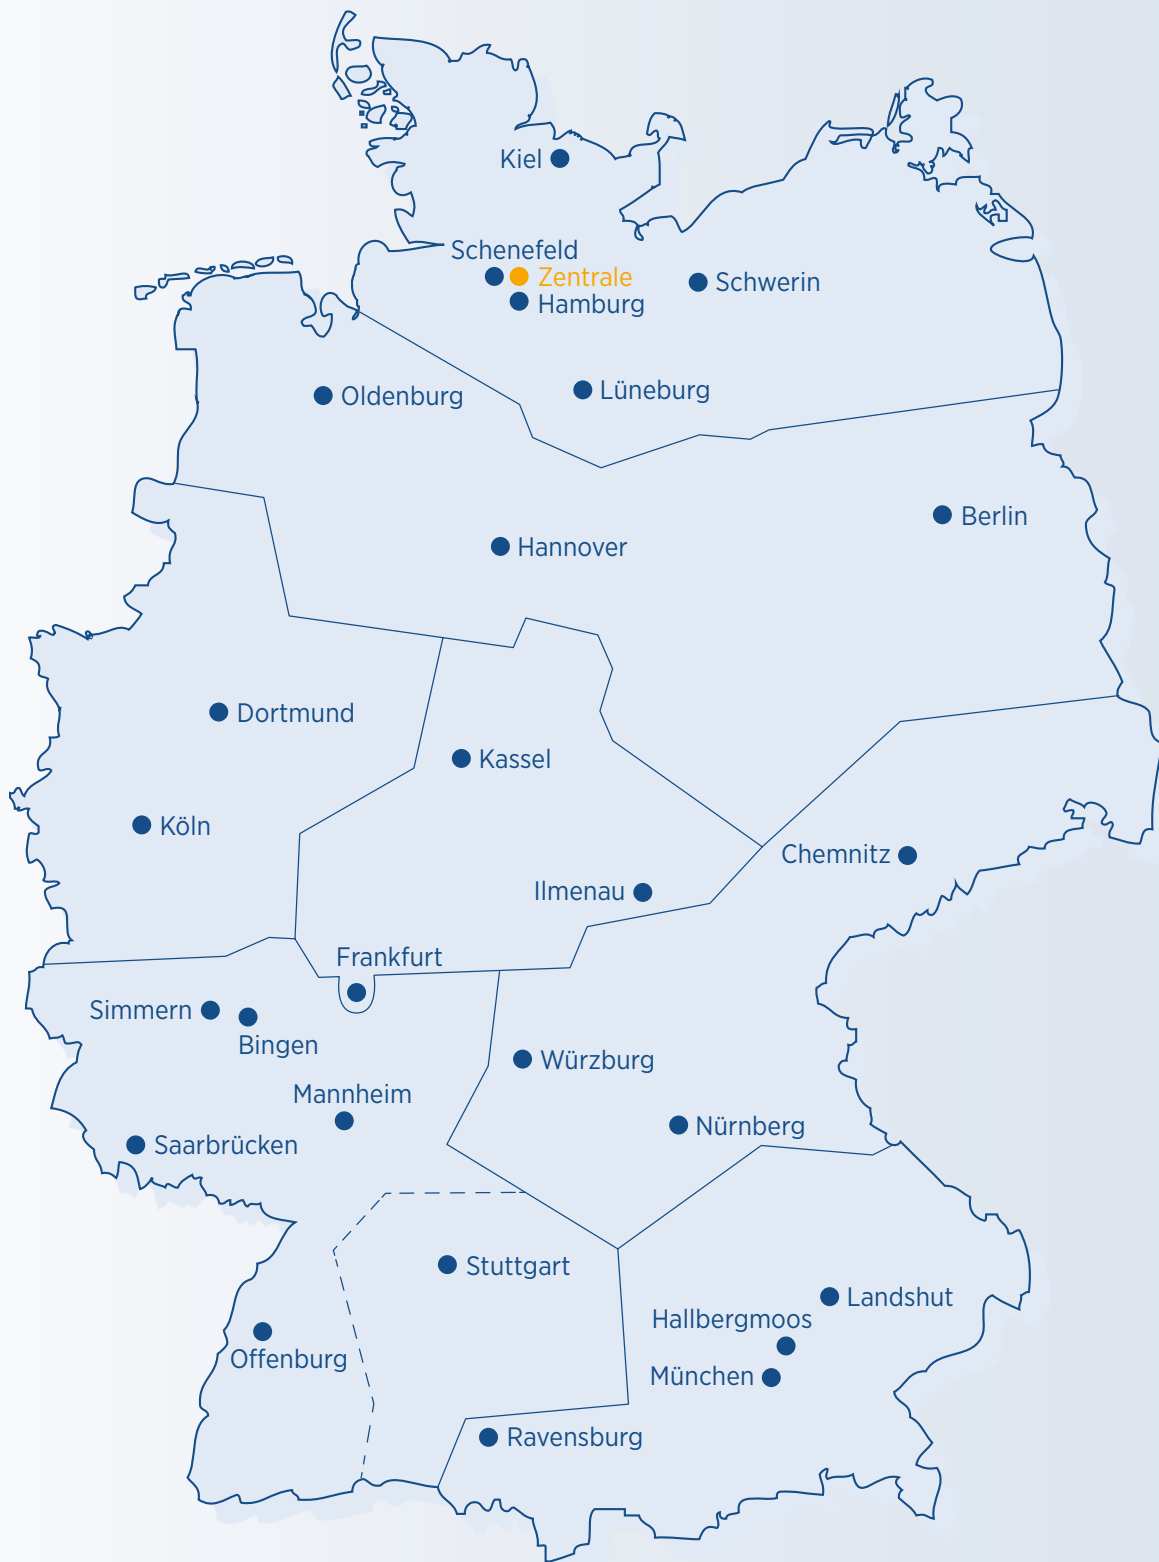 Kiel
Schenefeld
Zentrale
Schwerin
Hamburg
Oldenburg
Lüneburg
Berlin
Hannover
Dortmund
Kassel
Köln
Chemnitz
Ilmenau
Frankfurt
Simmern
Bingen
Würzburg
Mannheim
Nürnberg
Saarbrücken
Stuttgart
Landshut
Hallbergmoos
Offenburg
München
Ravensburg